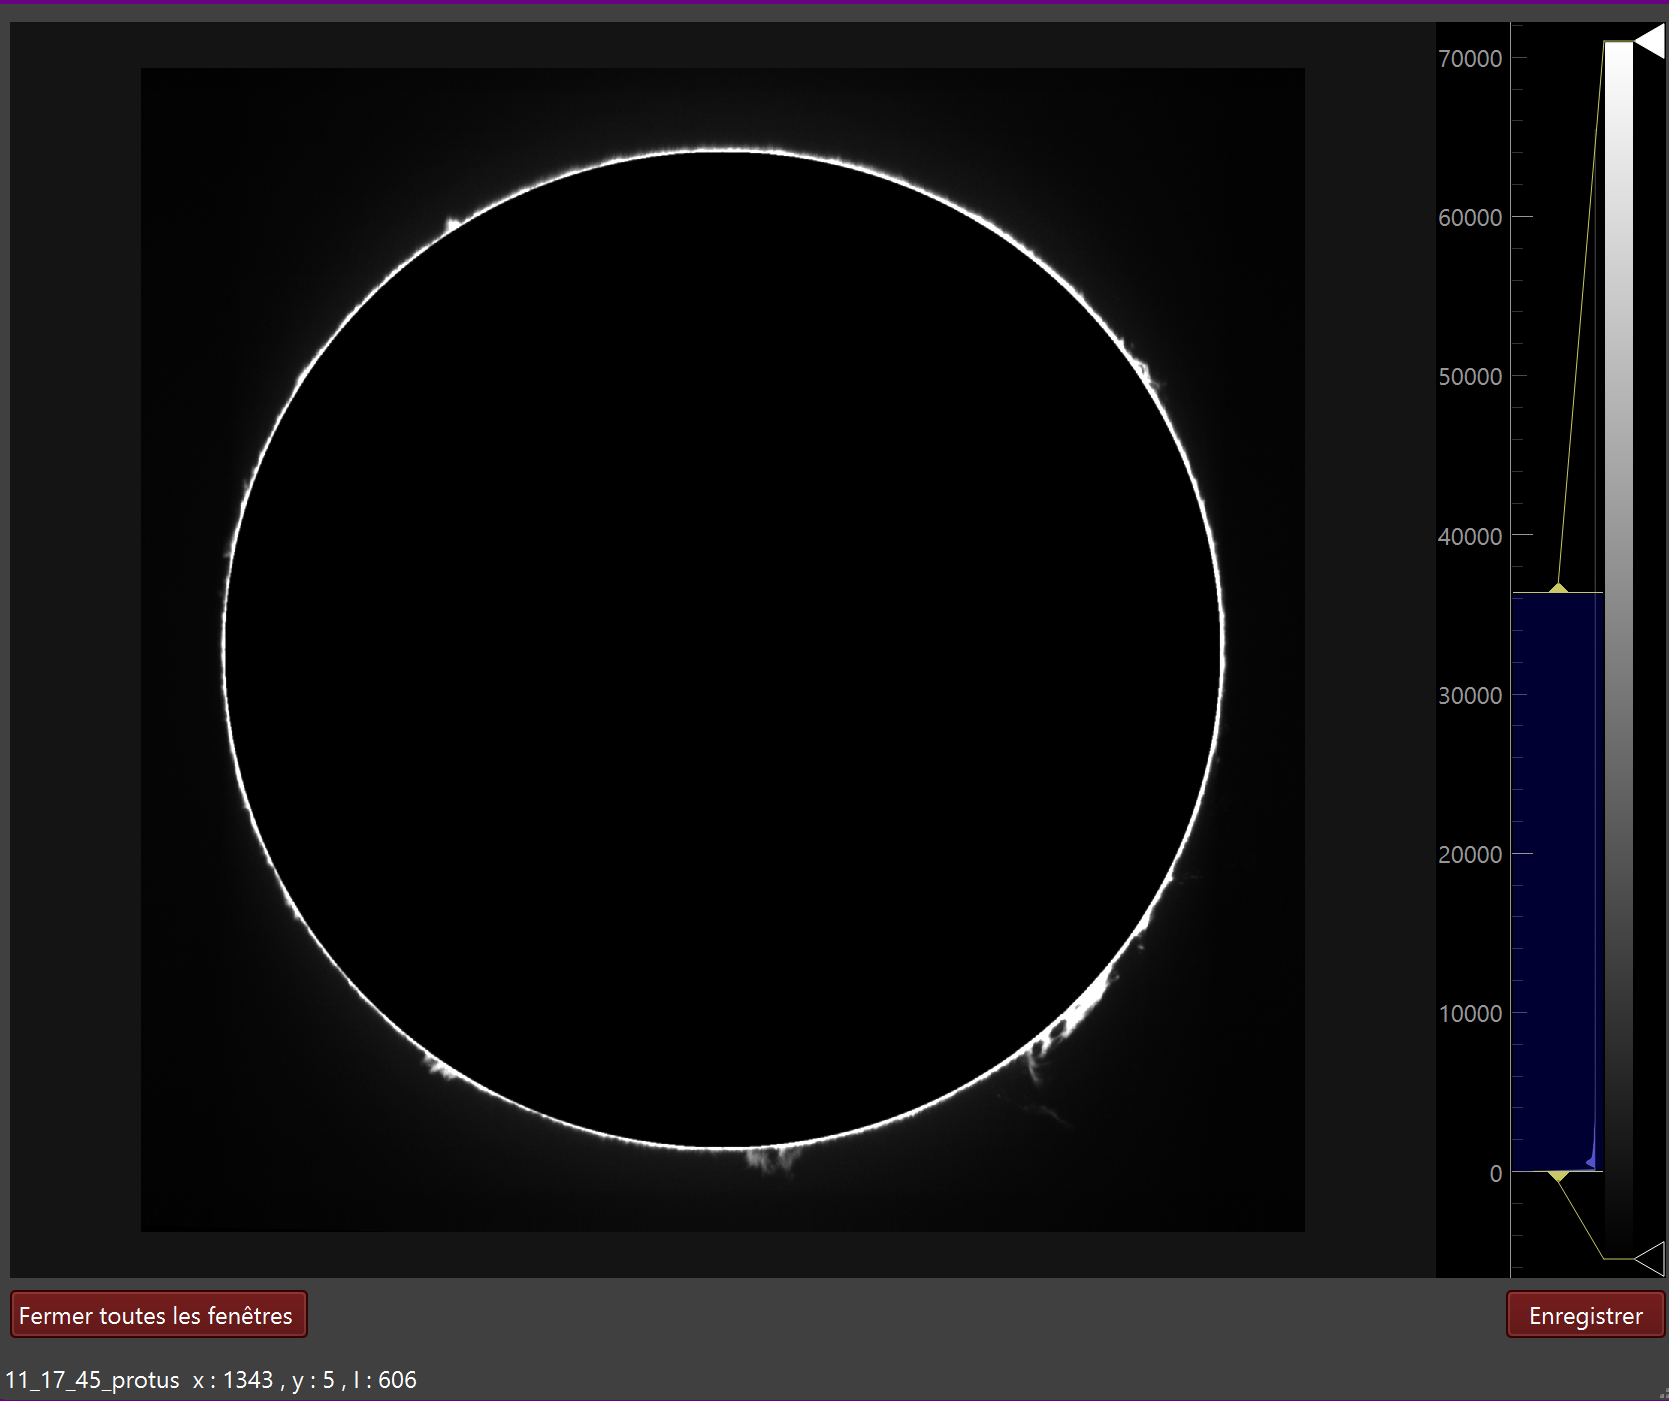 70000
60000
50000
40000
30000
20000
10000
0
Fermer toutes les fenêtres
Enregistrer
11_17_45_protus x : 1343 , y : 5 , I : 606